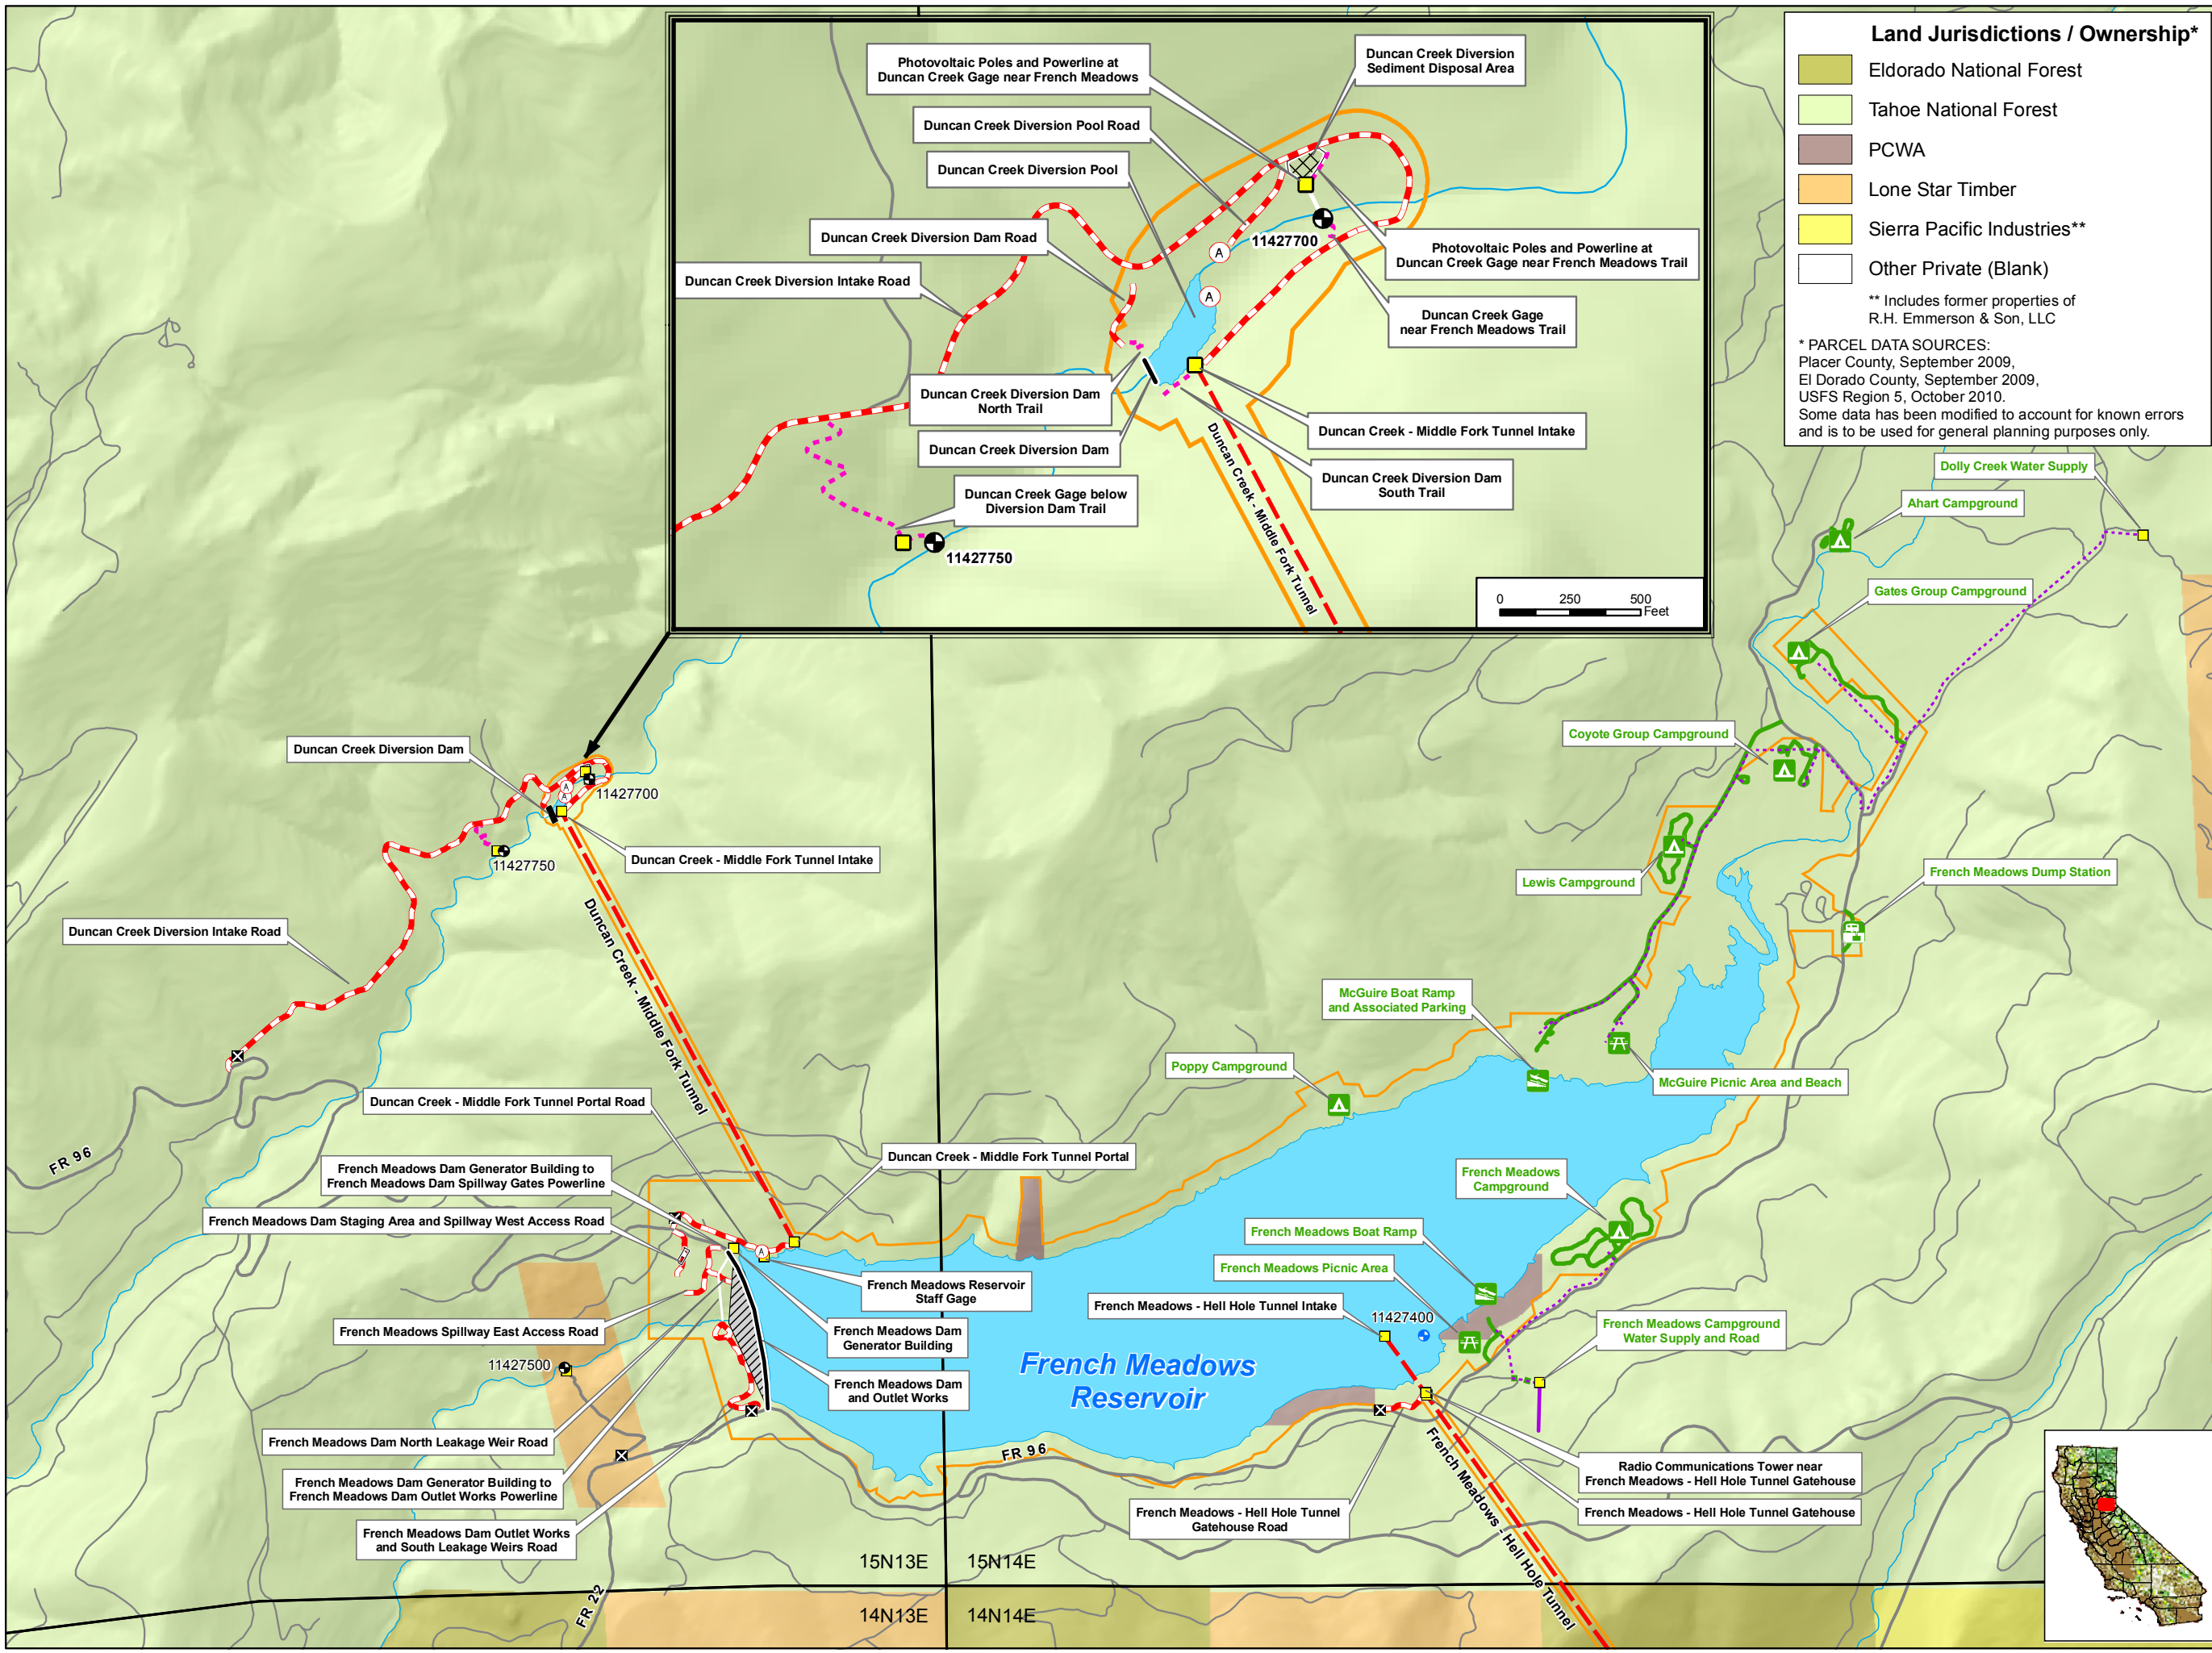 Land Jurisdictions / Ownership*
Eldorado National Forest
Tahoe National Forest
PCWA
Lone Star Timber
Sierra Pacific Industries**
Other Private (Blank)
** Includes former properties of
R.H. Emmerson & Son, LLC
* PARCEL DATA SOURCES:
Placer County, September 2009,
El Dorado County, September 2009,
USFS Region 5, October 2010.
Some data has been modified to account for known errors
and is to be used for general planning purposes only.
Photovoltaic Poles and Powerline at
Duncan Creek Gage near French Meadows
Duncan Creek Diversion
Sediment Disposal Area
Duncan Creek Diversion Pool Road
Duncan Creek Diversion Pool
Duncan Creek Diversion Dam Road
Duncan Creek Diversion Intake Road
A
A
11427700
Photovoltaic Poles and Powerline at
Duncan Creek Gage near French Meadows Trail
Duncan Creek Gage
near French Meadows Trail
Duncan Creek Diversion Dam
North Trail
Duncan Creek Diversion Dam
Duncan Creek - Middle Fork Tunnel Intake
Duncan Creek Diversion Dam
South Trail
Duncan Creek Gage below
Diversion Dam Trail
11427750
Duncan Creek - Middle Fork Tunnel
0 250 500
Feet
Dolly Creek Water Supply
Ahart Campground
Gates Group Campground
Coyote Group Campground
Lewis Campground
French Meadows Dump Station
McGuire Boat Ramp
and Associated Parking
Poppy Campground
McGuire Picnic Area and Beach
Duncan Creek Diversion Dam
A
A
11427700
11427750
Duncan Creek - Middle Fork Tunnel Intake
Duncan Creek Diversion Intake Road
Duncan Creek - Middle Fork Tunnel
FR 96
Duncan Creek - Middle Fork Tunnel Portal Road
Duncan Creek - Middle Fork Tunnel Portal
French Meadows Dam Generator Building to
French Meadows Dam Spillway Gates Powerline
French Meadows Dam Staging Area and Spillway West Access Road
A
French Meadows Reservoir
Staff Gage
French Meadows Spillway East Access Road
French Meadows Dam
Generator Building
11427500
French Meadows Dam
and Outlet Works
French Meadows Dam North Leakage Weir Road
French Meadows Dam Generator Building to
French Meadows Dam Outlet Works Powerline
French Meadows Dam Outlet Works
and South Leakage Weirs Road
French Meadows
Campground
French Meadows Boat Ramp
French Meadows Picnic Area
French Meadows - Hell Hole Tunnel Intake
11427400
French Meadows Campground
Water Supply and Road
French Meadows
Reservoir
FR 96
French Meadows - Hell Hole Tunnel
Radio Communications Tower near
French Meadows - Hell Hole Tunnel Gatehouse
French Meadows - Hell Hole Tunnel Gatehouse
French Meadows - Hell Hole Tunnel
Gatehouse Road
15N13E
15N14E
14N13E
14N14E
FR 22